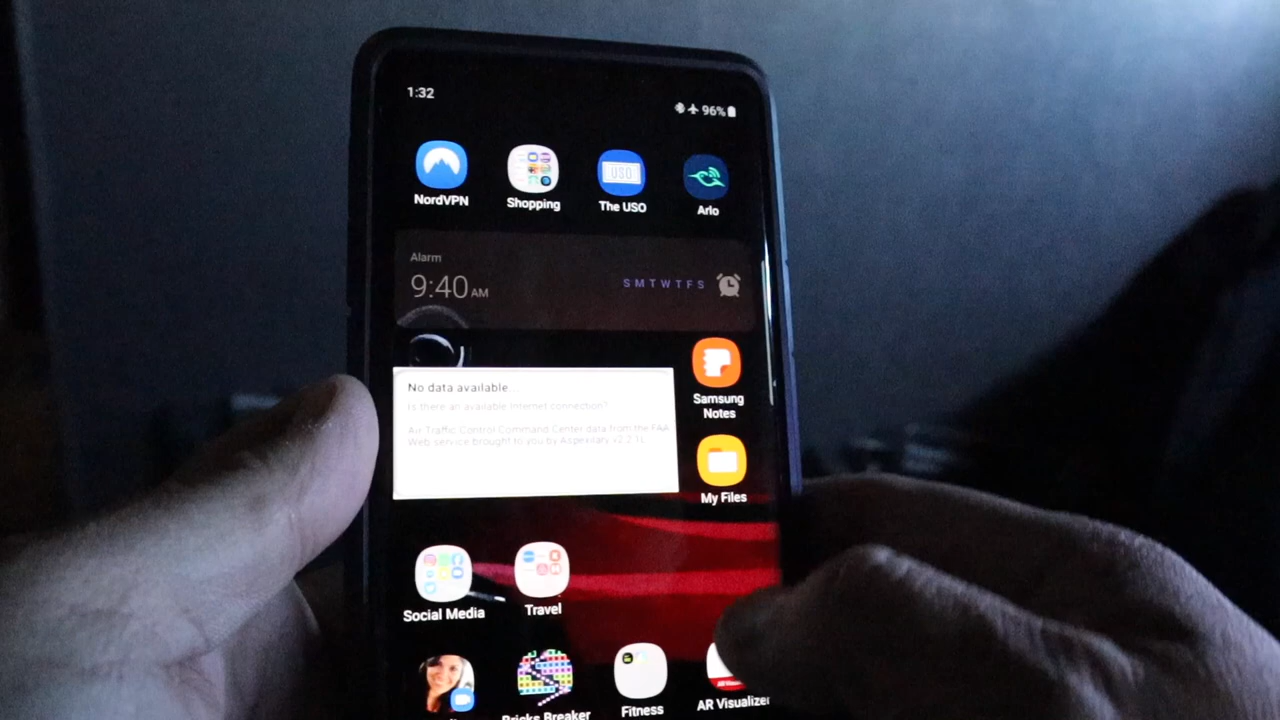 1:32
96%
NordVPN
Shopping
USO
The USO
Arlo
Alarm
9:40 AM
S M T W T F S
Samsung
Notes
No data available...
Is there an available Internet connection?
Air Traffic Control Command Center data from the FAA
Web service brought to you by
My Files
Social Media
Travel
Bricks Breaker
Fitness
AR Visualizer